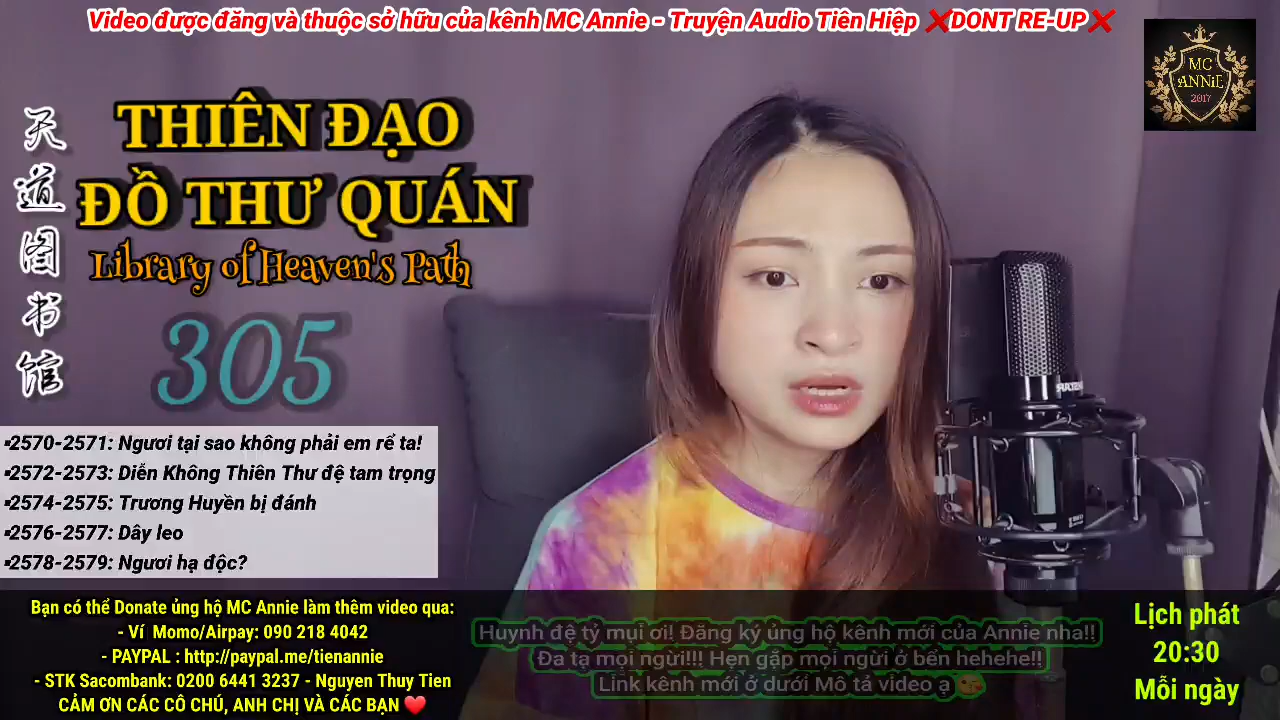 Video được đăng và thuộc sở hữu của kênh MC Annie - Truyện Audio Tiên Hiệp ❌DONT RE-UP❌
MC
ANNiE
2017
天道图书馆
THIÊN ĐẠO
ĐỒ THƯ QUÁN
Library of Heaven's Path
305
▪2570-2571: Ngươi tại sao không phải em rể ta!
▪2572-2573: Diễn Không Thiên Thư đệ tam trọng
▪2574-2575: Trương Huyền bị đánh
▪2576-2577: Dây leo
▪2578-2579: Ngươi hạ độc?
Bạn có thể Donate ủng hộ MC Annie làm thêm video qua:
- Ví Momo/Airpay: 090 218 4042
- PAYPAL : http://paypal.me/tienannie
- STK Sacombank: 0200 6441 3237 - Nguyen Thuy Tien
CẢM ƠN CÁC CÔ CHÚ, ANH CHỊ VÀ CÁC BẠN ❤️
Huynh đệ tỷ muị ơi! Đăng ký ủng hộ kênh mới của Annie nha!!
Đa tạ mọi ngừi!!! Hẹn gặp mọi ngừi ở bển hehehe!!
Link kênh mới ở dưới Mô tả video ạ 😘
Lịch phát
20:30
Mỗi ngày